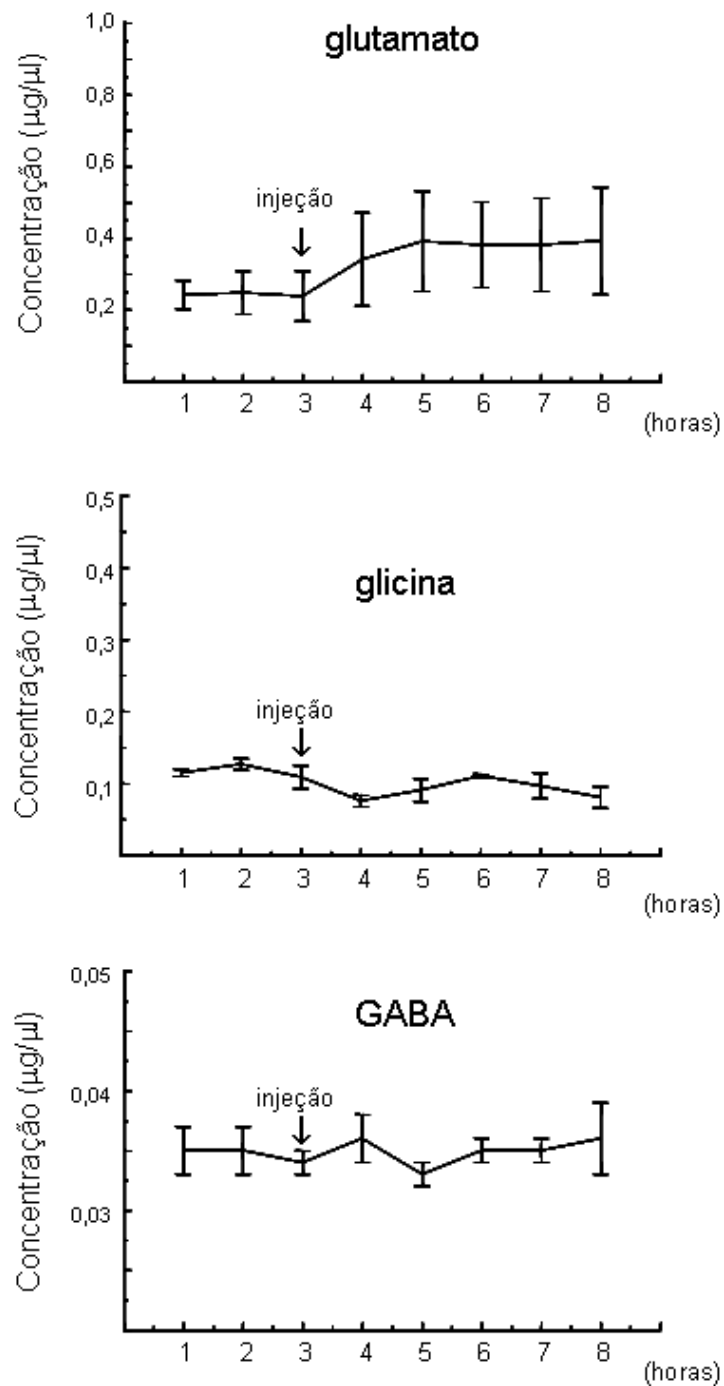 glutamato
Concentração (µg/µl)
1,0
0,8
0,6
0,4
0,2
injeção
1 2 3 4 5 6 7 8
(horas)
glicina
Concentração (µg/µl)
0,5
0,4
0,3
0,2
0,1
injeção
1 2 3 4 5 6 7 8
(horas)
GABA
Concentração (µg/µl)
0,05
0,04
0,03
injeção
1 2 3 4 5 6 7 8
(horas)